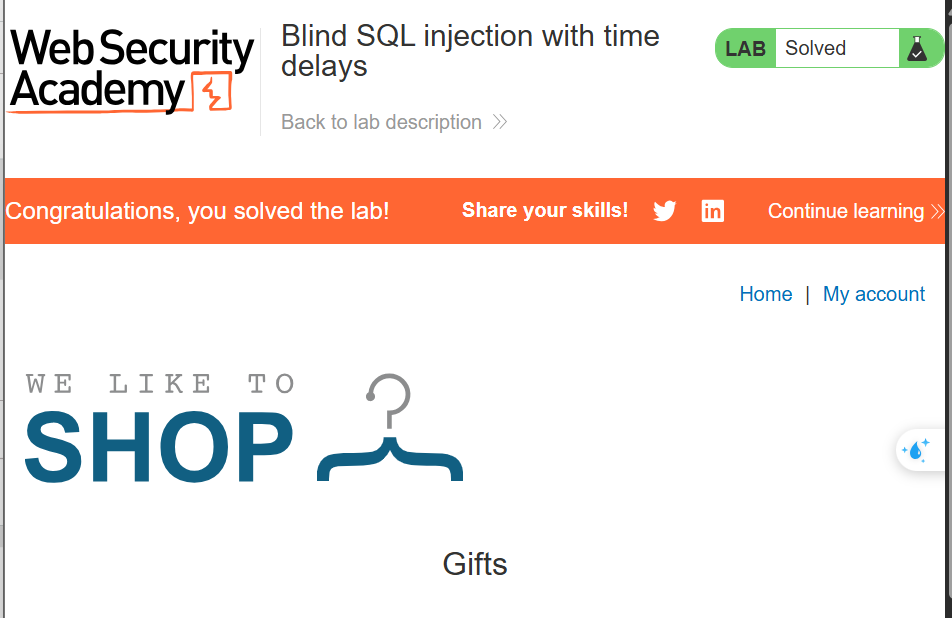 Web Security
Academy
Blind SQL injection with time
delays
Back to lab description
LAB Solved
Congratulations, you solved the lab!
Share your skills!
Continue learning
Home | My account
WE LIKE TO
SHOP
Gifts